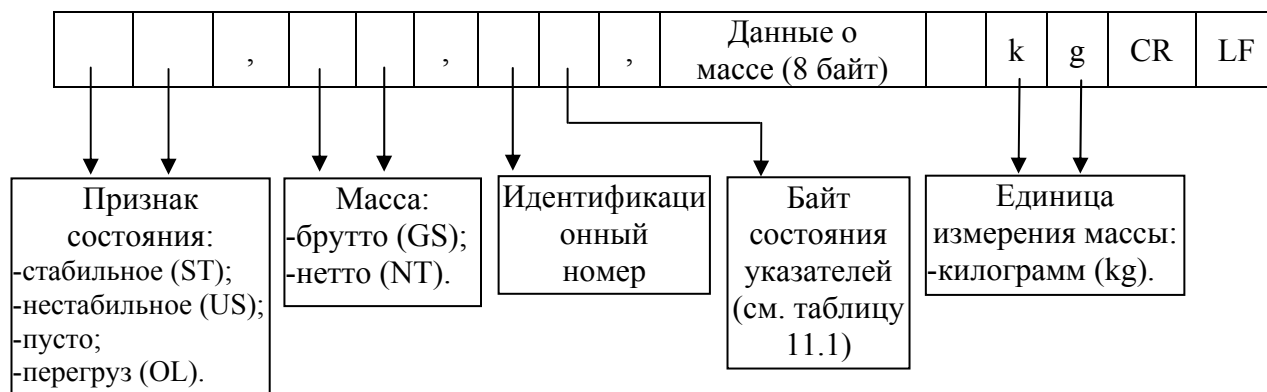 , , , Данные о
массе (8 байт) k g CR LF
Признак
состояния:
-стабильное (ST);
-нестабильное (US);
-пусто;
-перегруз (OL).
Масса:
-брутто (GS);
-нетто (NT).
Идентификаци
онный
номер
Байт
состояния
указателей
(см. таблицу
11.1)
Единица
измерения массы:
-килограмм (kg).